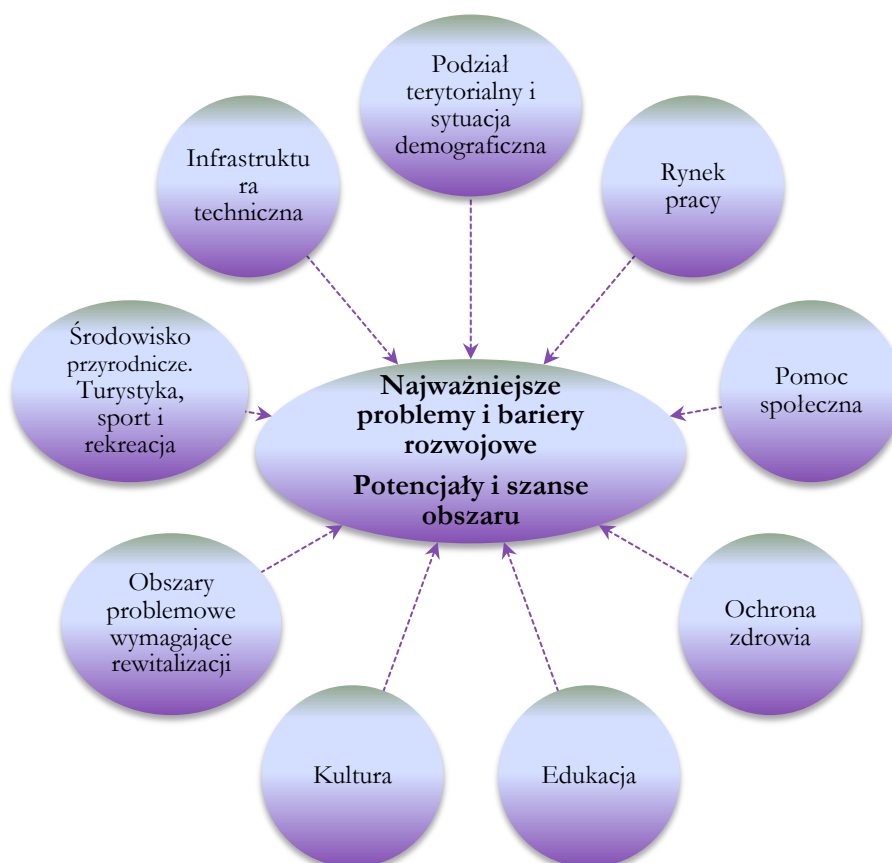 Podział
terytorialny i
sytuacja
demograficzna
Infrastruktu
ra
techniczna
Rynek
pracy
Środowisko
przyrodnicze.
Turystyka,
sport i
rekreacja
Najważniejsze
problemy i bariery
rozwojowe
Potencjały i szanse
obszaru
Pomoc
społeczna
Obszary
problemowe
wymagające
rewitalizacji
Ochrona
zdrowia
Kultura
Edukacja